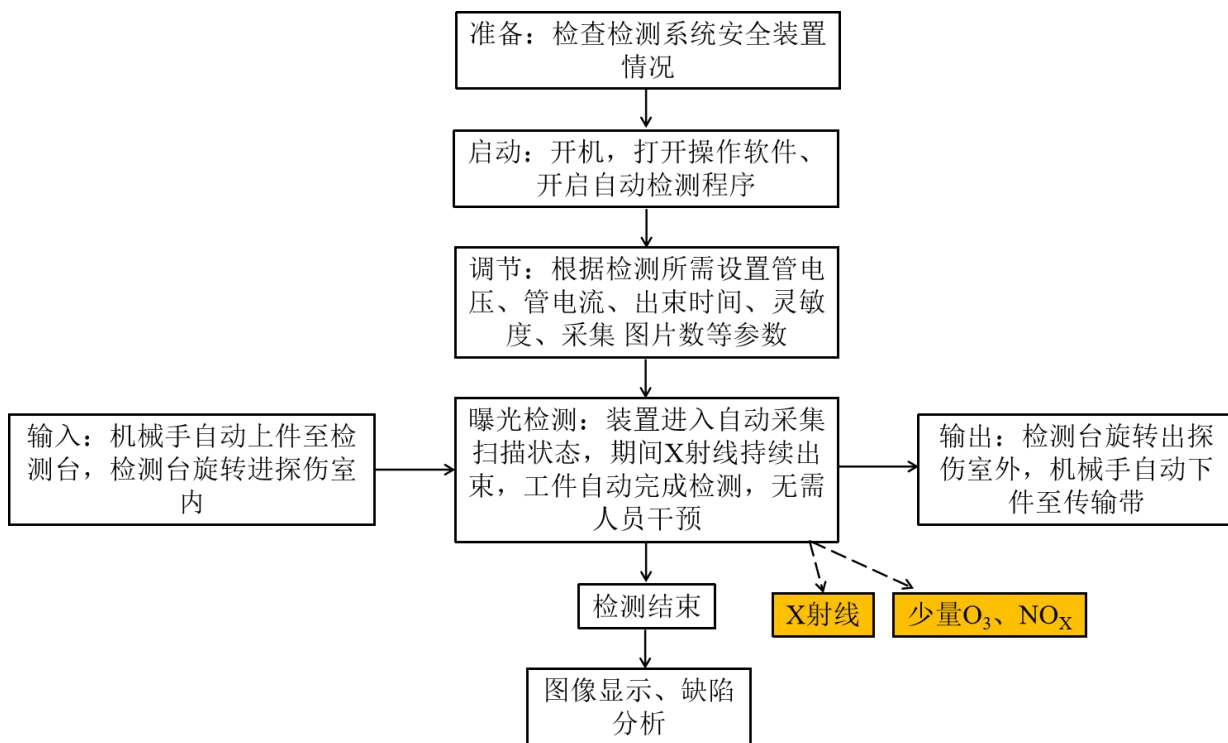 准备：检查检测系统安全装置
情况
启动：开机，打开操作软件、
开启自动检测程序
调节：根据检测所需设置管电
压、管电流、出束时间、灵敏
度、采集 图片数等参数
输入：机械手自动上件至检
测台，检测台旋转进探伤室
内
曝光检测：装置进入自动采集
扫描状态，期间X射线持续出
束，工件自动完成检测，无需
人员干预
输出：检测台旋转出探
伤室外，机械手自动下
件至传输带
检测结束
X射线
少量O₃、NOₓ
图像显示、缺陷
分析